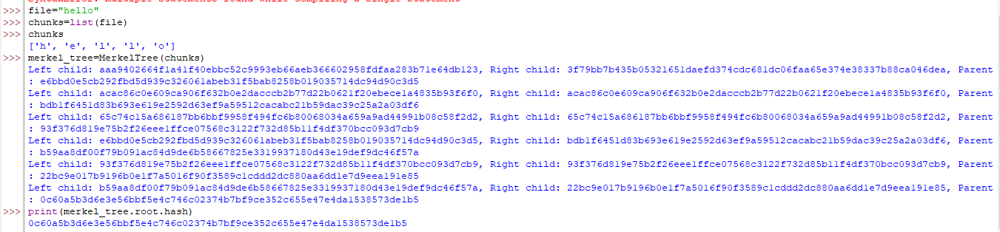 SyntaxError: multiple statements found while compiling a single statement
>>> file="hello"
>>> chunks=list(file)
>>> chunks
['h', 'e', 'l', 'l', 'o']
>>> merkel_tree=MerkelTree(chunks)
Left child: aaa9402664f1a41f40ebbc52c9993eb66aeb366602958fdfaa283b71e64db123, Right child: 3f79bb7b435b05321651daefd374cdc681dc06faa65e374e38337b88ca046dea, Parent
: e6bbd0e5cb292fbd5d939c326061abeb31f5bab8258b019035714dc94d90c3d5
Left child: acac86c0e609ca906f632b0e2dacccb2b77d22b0621f20ebece1a4835b93f6f0, Right child: acac86c0e609ca906f632b0e2dacccb2b77d22b0621f20ebece1a4835b93f6f0, Parent
: bdb1f6451d83b693e619e2592d63ef9a59512cacabc21b59dac39c25a2a03df6
Left child: 65c74c15a686187bb6bbf9958f494fc6b80068034a659a9ad44991b08c58f2d2, Right child: 65c74c15a686187bb6bbf9958f494fc6b80068034a659a9ad44991b08c58f2d2, Parent
: 93f376d819e75b2f26eee1ffce07568c3122f732d85b11f4df370bcc093d7cb9
Left child: e6bbd0e5cb292fbd5d939c326061abeb31f5bab8258b019035714dc94d90c3d5, Right child: bdb1f6451d83b693e619e2592d63ef9a59512cacabc21b59dac39c25a2a03df6, Parent
: b59aa8df00f79b091ac84d9de6b58667825e3319937180d43e19def9dc46f57a
Left child: 93f376d819e75b2f26eee1ffce07568c3122f732d85b11f4df370bcc093d7cb9, Right child: 93f376d819e75b2f26eee1ffce07568c3122f732d85b11f4df370bcc093d7cb9, Parent
: 22bc9e017b9196b0e1f7a5016f90f3589c1cddd2dc880aa6dd1e7d9eea191e85
Left child: b59aa8df00f79b091ac84d9de6b58667825e3319937180d43e19def9dc46f57a, Right child: 22bc9e017b9196b0e1f7a5016f90f3589c1cddd2dc880aa6dd1e7d9eea191e85, Parent
: 0c60a5b3d6e3e56bbf5e4c746c02374b7bf9ce352c655e47e4da1538573de1b5
>>> print(merkel_tree.root.hash)
0c60a5b3d6e3e56bbf5e4c746c02374b7bf9ce352c655e47e4da1538573de1b5